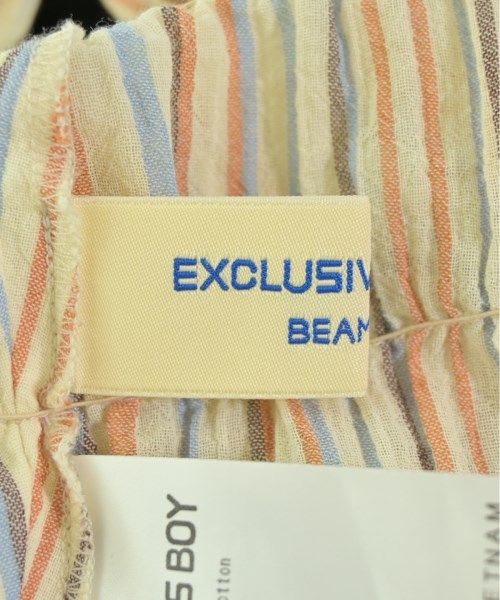 EXCLUSIV
BEAM
S BOY
otton
ETNAM